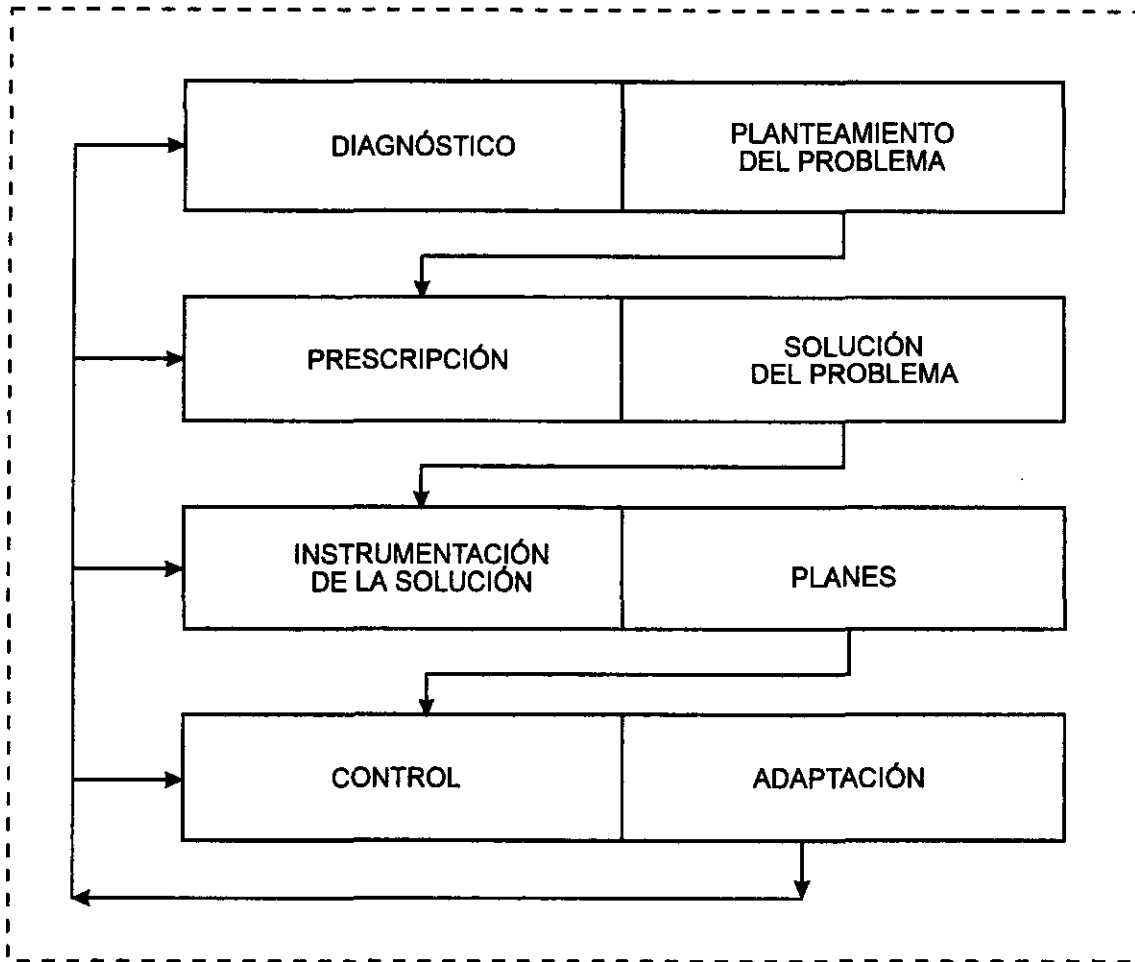 DIAGNÓSTICO
PLANTEAMIENTO
DEL PROBLEMA
PRESCRIPCIÓN
SOLUCIÓN
DEL PROBLEMA
INSTRUMENTACIÓN
DE LA SOLUCIÓN
PLANES
CONTROL
ADAPTACIÓN